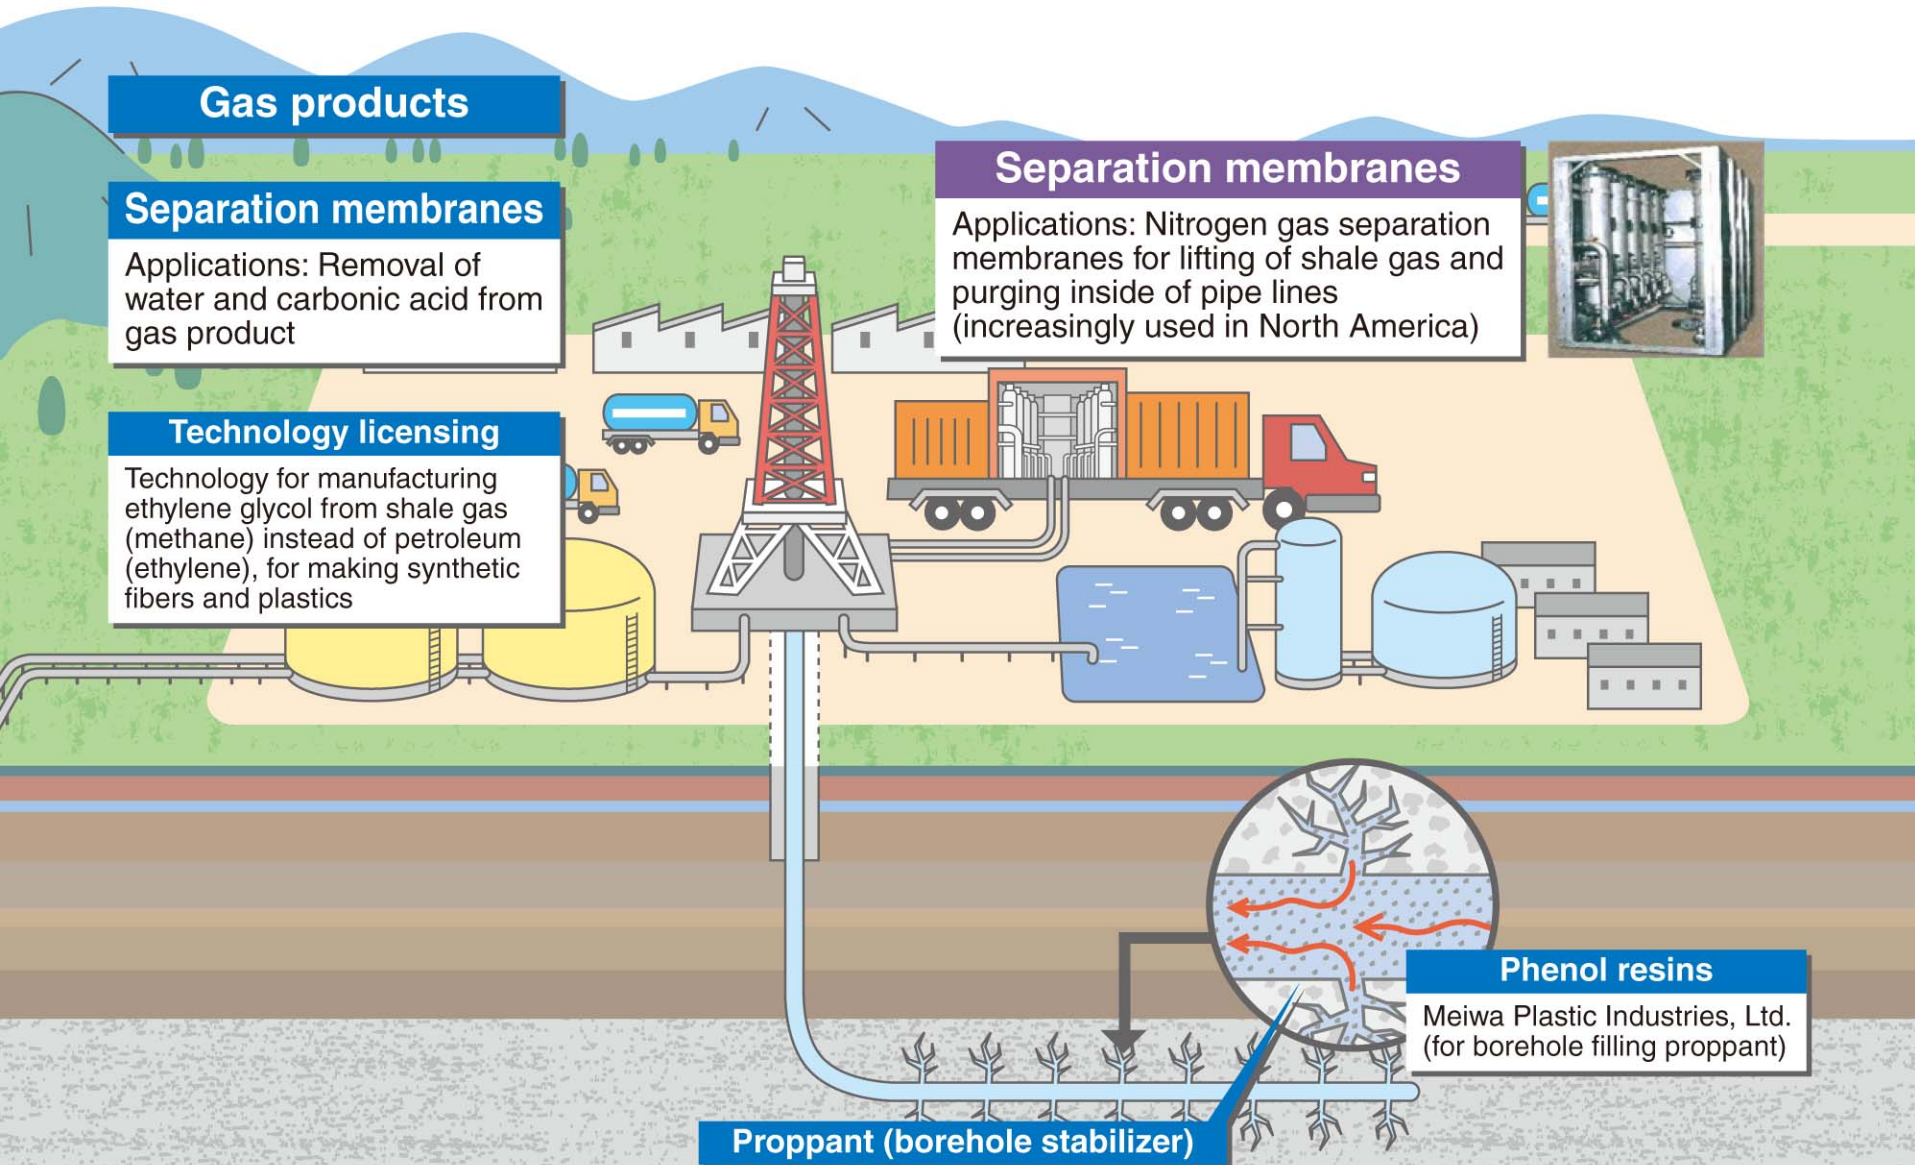 Gas products
Separation membranes
Applications: Removal of
water and carbonic acid from
gas product
Technology licensing
Technology for manufacturing
ethylene glycol from shale gas
(methane) instead of petroleum
(ethylene), for making synthetic
fibers and plastics
Separation membranes
Applications: Nitrogen gas separation
membranes for lifting of shale gas and
purging inside of pipe lines
(increasingly used in North America)
Phenol resins
Meiwa Plastic Industries, Ltd.
(for borehole filling proppant)
Proppant (borehole stabilizer)